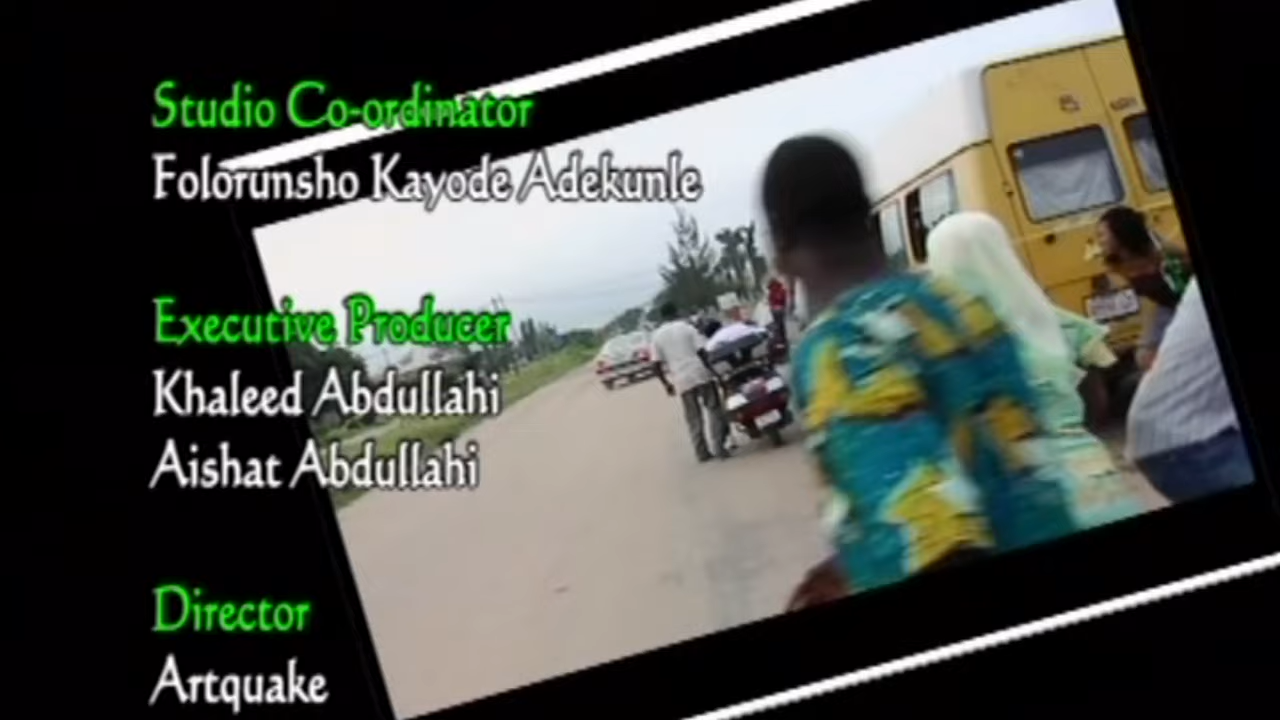 Studio Co-ordinator
Folorunsho Kayode Adekunle
Executive Producer
Khaleed Abdullahi
Aishat Abdullahi
Director
Artquake